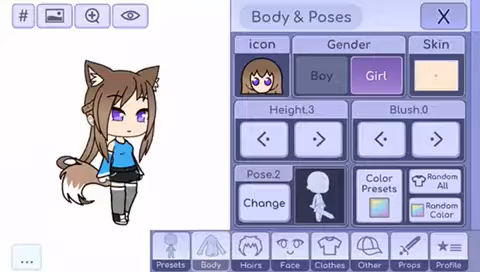 #
Body & Poses
X
icon
Gender
Skin
Boy
Girl
Height.3
Blush.0
< ·
· >
< ·
· >
Pose.2
Change
Color
Presets
Random
All
Random
Color
...
Presets
Body
Hairs
Face
Clothes
Other
Props
Profile